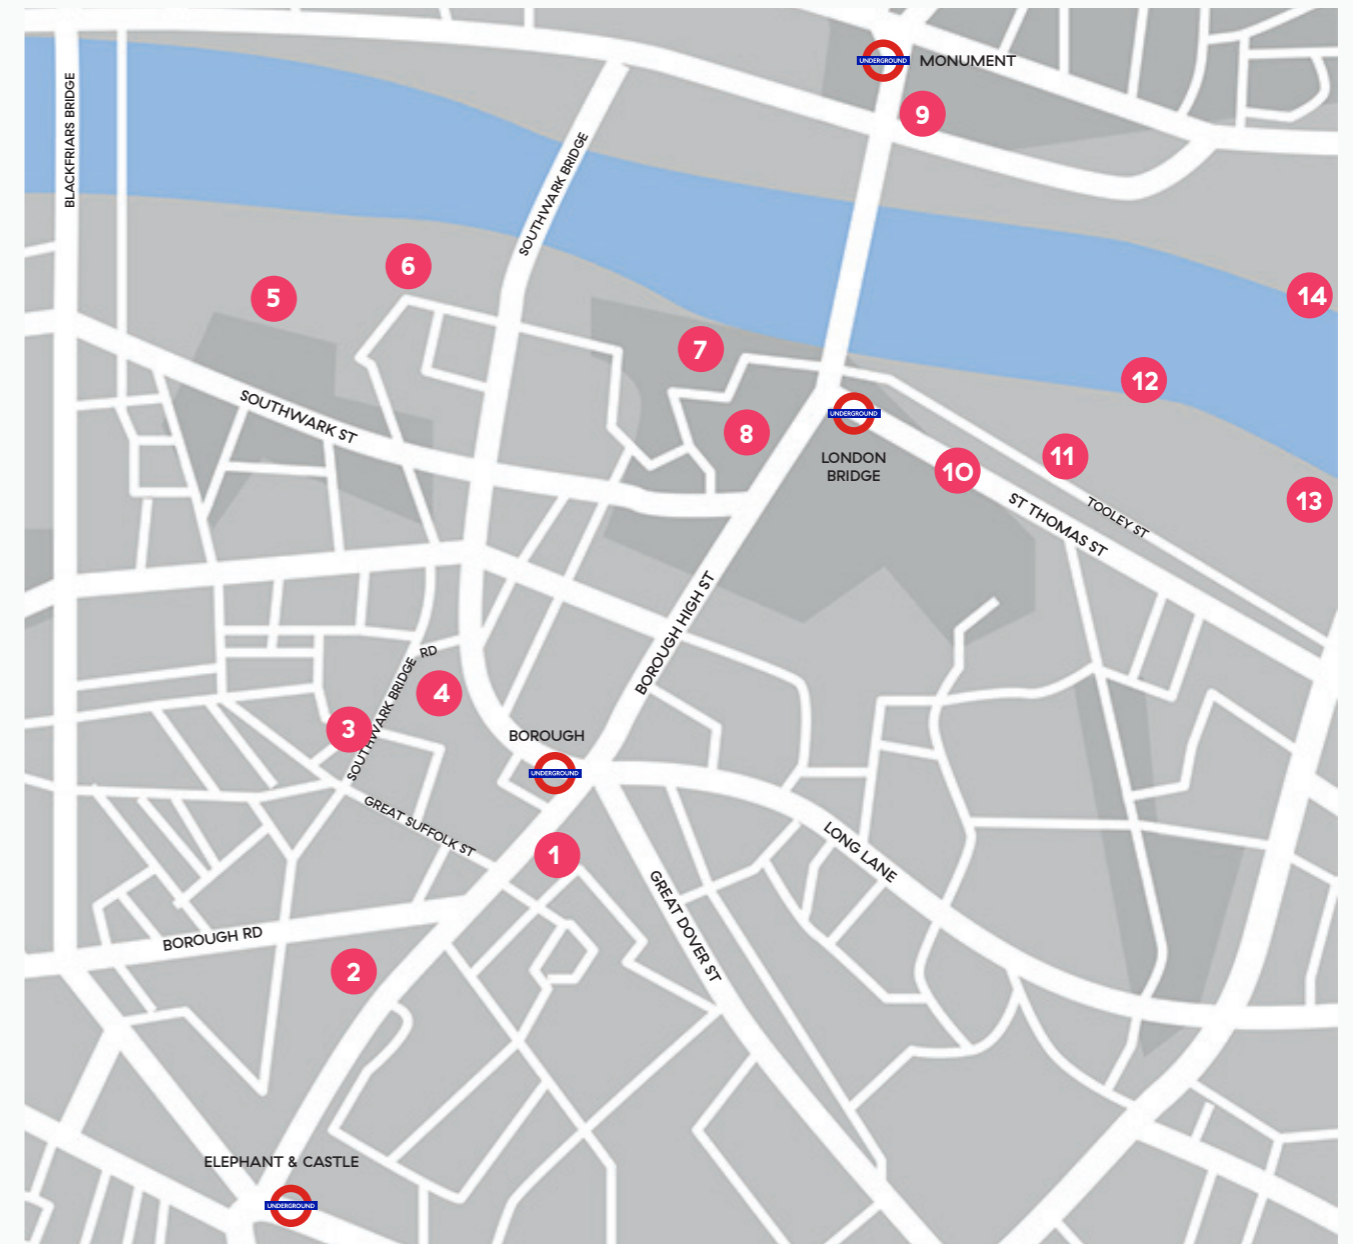 UNDERGROUND
MONUMENT
9
BLACKFRIARS BRIDGE
SOUTHWARK BRIDGE
6
5
14
7
12
SOUTHWARK ST
8
UNDERGROUND
LONDON
BRIDGE
10
11
13
ST THOMAS ST
TOOLEY ST
BOROUGH HIGH ST
SOUTHWARK BRIDGE RD
4
3
BOROUGH
UNDERGROUND
GREAT SUFFOLK ST
1
LONG LANE
GREAT DOVER ST
BOROUGH RD
2
ELEPHANT & CASTLE
UNDERGROUND